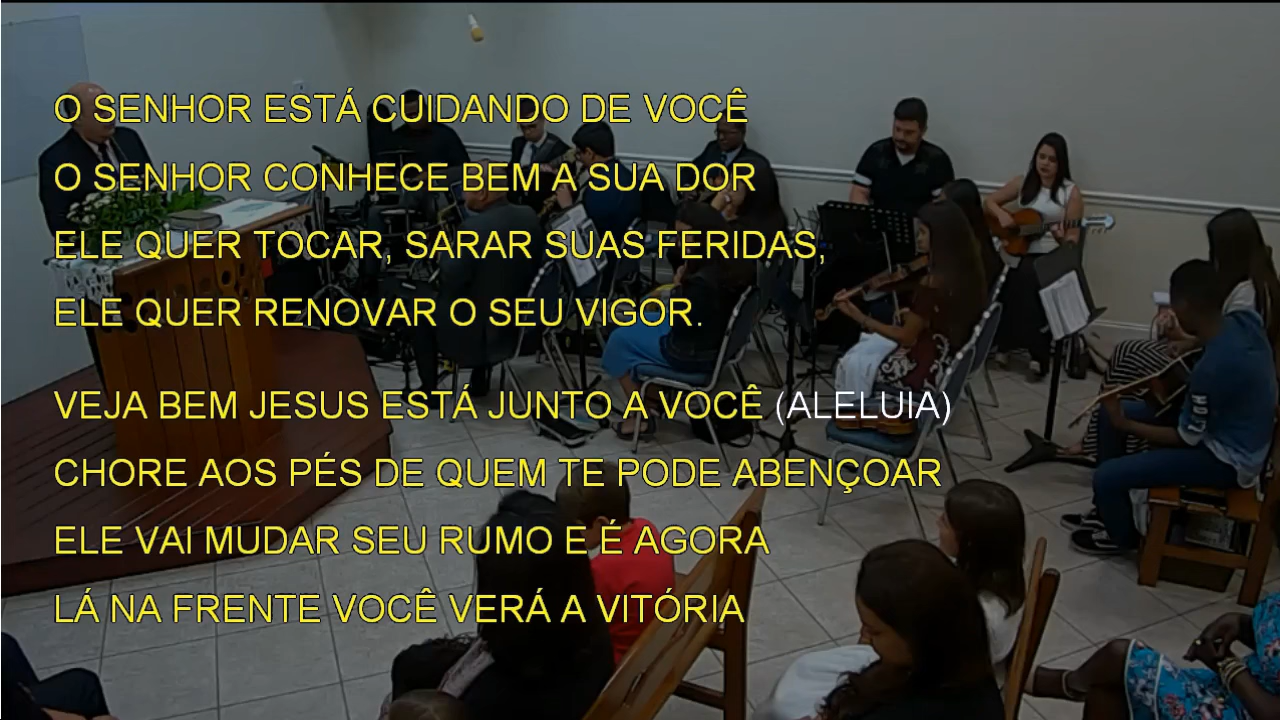 O SENHOR ESTÁ CUIDANDO DE VOCÊ
O SENHOR CONHECE BEM A SUA DOR
ELE QUER TOCAR, SARAR SUAS FERIDAS,
ELE QUER RENOVAR O SEU VIGOR.
VEJA BEM JESUS ESTÁ JUNTO A VOCÊ (ALELUIA)
CHORE AOS PÉS DE QUEM TE PODE ABENÇOAR
ELE VAI MUDAR SEU RUMO E É AGORA
LÁ NA FRENTE VOCÊ VERÁ A VITÓRIA